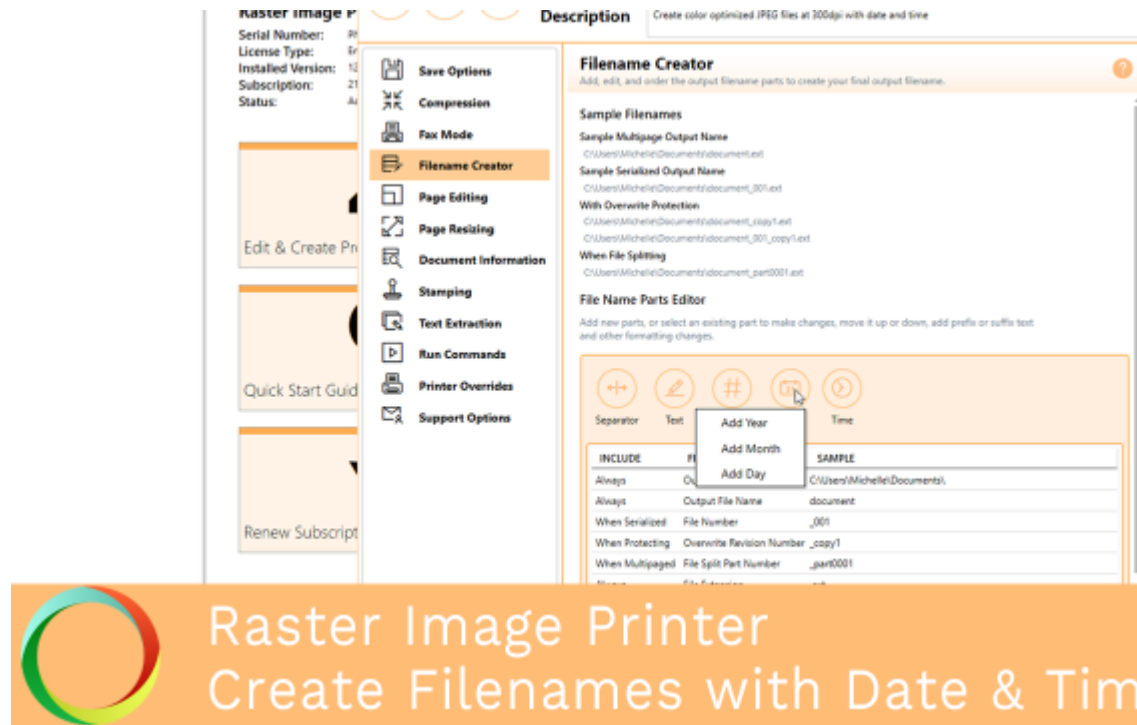 Raster Image P
Serial Number:
License Type:
Installed Version: 12
Subscription: 21
Status:
Edit & Create Pr
Quick Start Guid
Renew Subscript
Description Create color optimized JPEG files at 300dpi with date and time
Save Options
Compression
Fax Mode
Filename Creator
Page Editing
Page Resizing
Document Information
Stamping
Text Extraction
Run Commands
Printer Overrides
Support Options
Filename Creator
?
Add, edit, and order the output filename parts to create your final output filename.
Sample Filenames
Sample Multipage Output Name
C:\Users\Michelle\Documents\document.ext
Sample Serialized Output Name
C:\Users\Michelle\Documents\document_001.ext
With Overwrite Protection
C:\Users\Michelle\Documents\document_copy1.ext
C:\Users\Michelle\Documents\document_001_copy1.ext
When File Splitting
C:\Users\Michelle\Documents\document_part0001.ext
File Name Parts Editor
Add new parts, or select an existing part to make changes, move it up or down, add prefix or suffix text
and other formatting changes.
Separator Text Time
Add Year
Add Month
Add Day
INCLUDE SAMPLE
Always C:\Users\Michelle\Documents\
Always Output File Name document
When Serialized File Number _001
When Protecting Overwrite Revision Number _copy1
When Multipaged File Split Part Number _part0001
Raster Image Printer
Create Filenames with Date & Tim